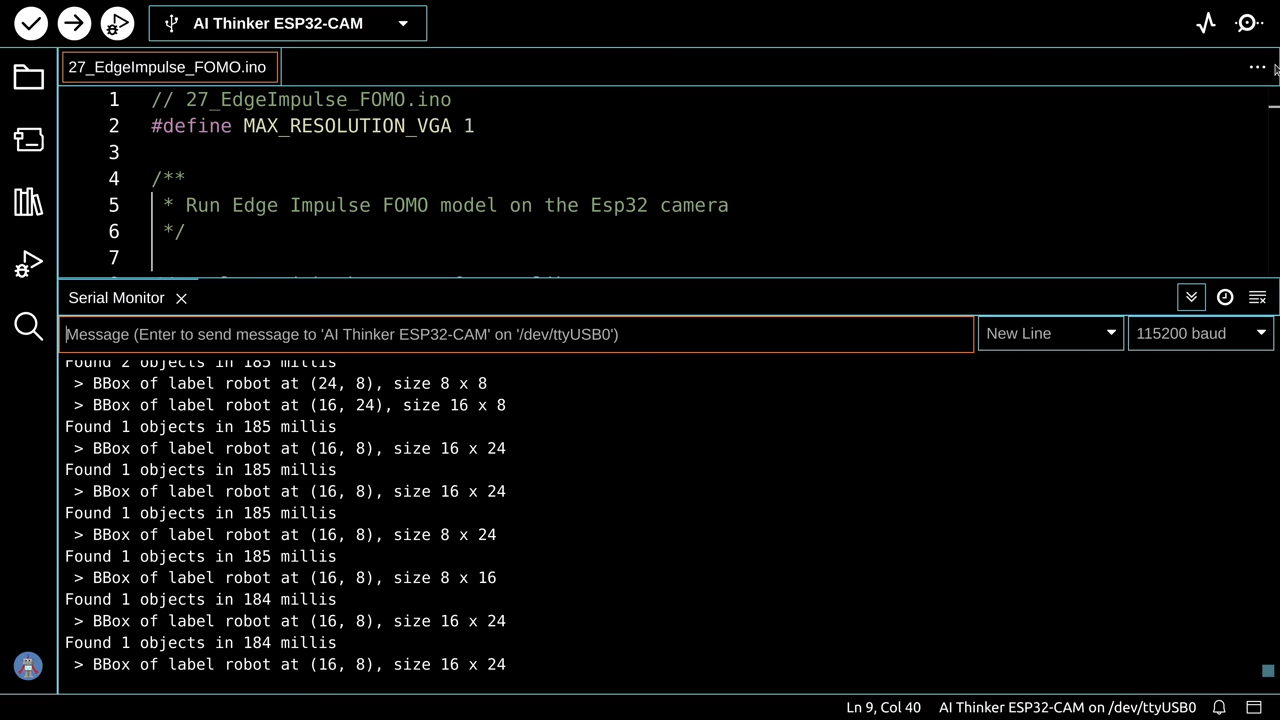 AI Thinker ESP32-CAM
27_EdgeImpulse_FOMO.ino
1 // 27_EdgeImpulse_FOMO.ino
2 #define MAX_RESOLUTION_VGA 1
3
4 /**
5 * Run Edge Impulse FOMO model on the Esp32 camera
6 */
7
Serial Monitor
Message (Enter to send message to 'AI Thinker ESP32-CAM' on '/dev/ttyUSB0')
New Line
115200 baud
Found 2 objects in 185 millis
> BBox of label robot at (24, 8), size 8 x 8
> BBox of label robot at (16, 24), size 16 x 8
Found 1 objects in 185 millis
> BBox of label robot at (16, 8), size 16 x 24
Found 1 objects in 185 millis
> BBox of label robot at (16, 8), size 16 x 24
Found 1 objects in 185 millis
> BBox of label robot at (16, 8), size 8 x 24
Found 1 objects in 185 millis
> BBox of label robot at (16, 8), size 8 x 16
Found 1 objects in 184 millis
> BBox of label robot at (16, 8), size 16 x 24
Found 1 objects in 184 millis
> BBox of label robot at (16, 8), size 16 x 24
Ln 9, Col 40
AI Thinker ESP32-CAM on /dev/ttyUSB0